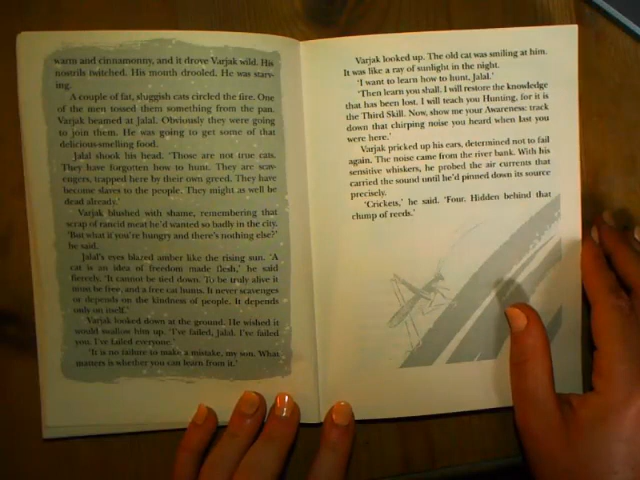 warm and cinnamonny, and it drove Varjak wild. His
nostrils twitched. His mouth drooled. He was starv-
ing.
A couple of fat, sluggish cats circled the fire. One
of the men tossed them something from the pan.
Varjak beamed at Jalal. Obviously they were going
to join them. He was going to get some of that
delicious-smelling food.
Jalal shook his head. 'Those are not true cats.
They have forgotten how to hunt. They are scav-
engers, trapped here by their own greed. They have
become slaves to the people. They might as well be
dead already.'
Varjak blushed with shame, remembering that
scrap of rancid meat he'd wanted so badly in the city.
'But what if you're hungry and there's nothing else?'
he said.
Jalal's eyes blazed amber like the rising sun. 'A
cat is an idea of freedom made flesh,' he said
fiercely. 'It cannot be tied down. To be truly alive it
must be free, and a free cat hunts. It never scavenges
or depends on the kindness of people. It depends
only on itself.'
Varjak looked down at the ground. He wished it
would swallow him up. 'I've failed, Jalal. I've failed
you. I've failed everyone.'
'It is no failure to make a mistake, my son. What
matters is whether you can learn from it.'
Varjak looked up. The old cat was smiling at him.
It was like a ray of sunlight in the night.
'I want to learn how to hunt, Jalal.'
'Then learn you shall. I will restore the knowledge
that has been lost. I will teach you Hunting, for it is
the Third Skill. Now, show me your Awareness: track
down that chirping noise you heard when last you
were here.'
Varjak pricked up his ears, determined not to fail
again. The noise came from the river bank. With his
sensitive whiskers, he probed the air currents that
carried the sound until he'd pinned down its source
precisely.
'Crickets,' he said. 'Four. Hidden behind that
clump of reeds.'